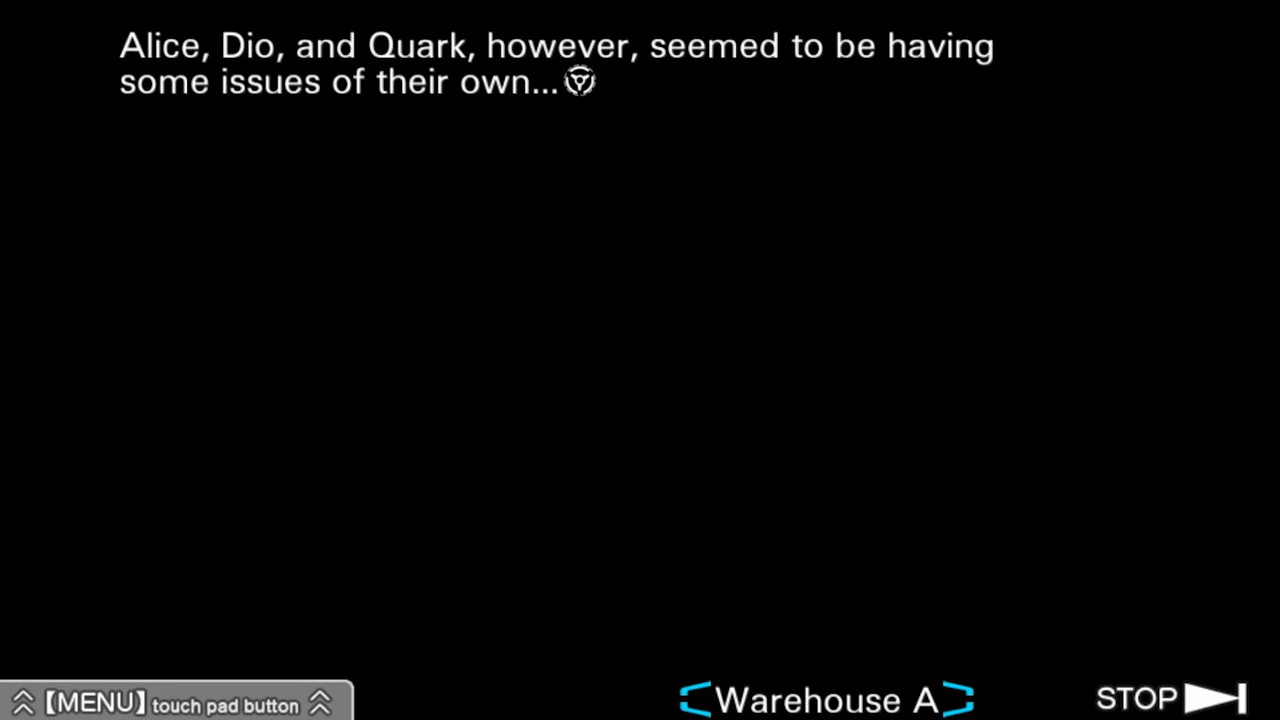 Alice, Dio, and Quark, however, seemed to be having
some issues of their own...
【MENU】 touch pad button
Warehouse A
STOP